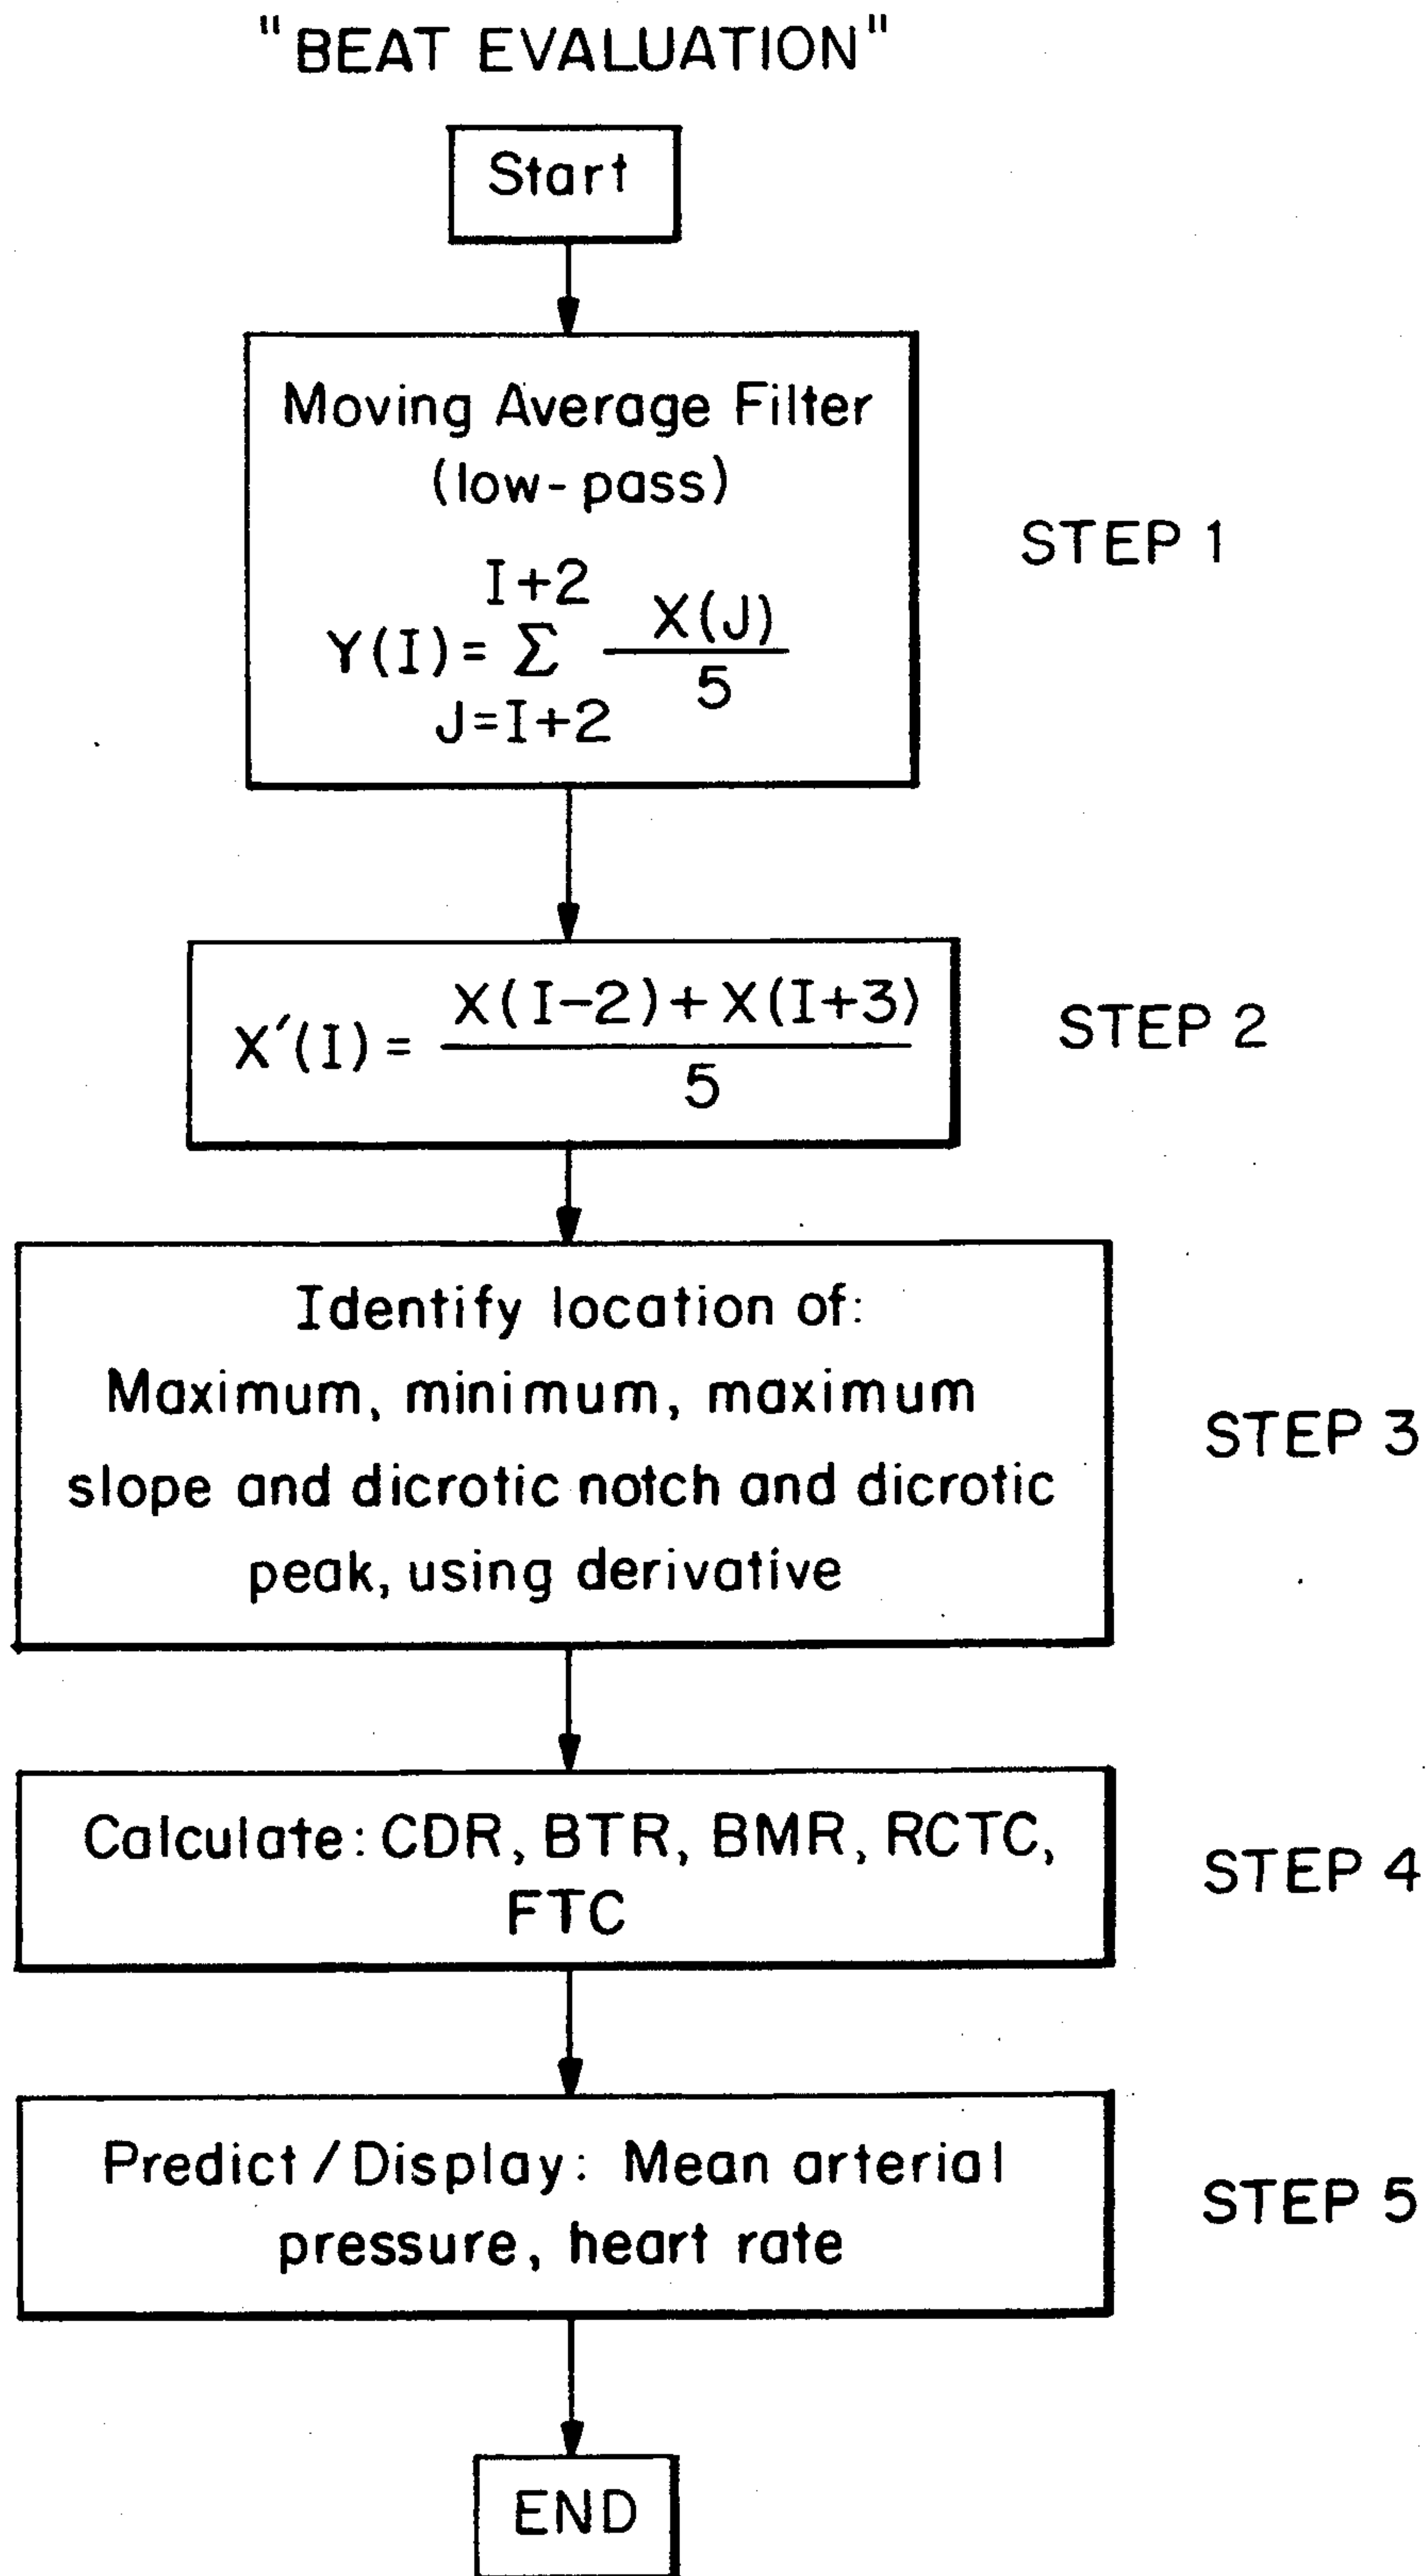 "BEAT EVALUATION"
Start
Moving Average Filter
(low-pass)
I+2
Y(I)= Σ X(J)
5
J=I+2
STEP 1
X(I-2)+X(I+3)
X′(I)=
5
STEP 2
Identify location of:
Maximum, minimum, maximum
slope and dicrotic notch and dicrotic
peak, using derivative
STEP 3
Calculate: CDR, BTR, BMR, RCTC,
FTC
STEP 4
Predict/Display: Mean arterial
pressure, heart rate
STEP 5
END